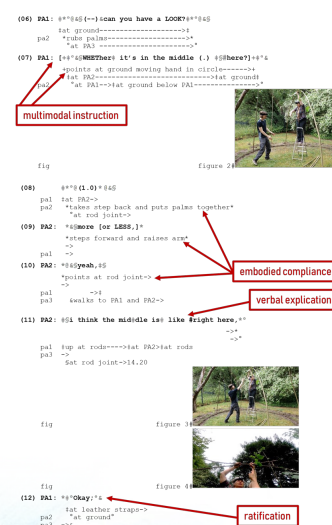 (06) PA1: ‡*°@&§(--)&can you have a LOOK?‡*°@&§
‡at ground--------------------‡
pa2 *rubs palms-------------------*
"at PA3 ---------------------->"
(07) PA1: [+‡*&§WHETher‡ it's in the middle (.) ‡§#here?]+‡*&
+points at ground moving hand in circle------>+
‡at PA2---------------------------‡at ground‡
pa2 "at PA1-->‡at ground below PA1--------------->"
multimodal instruction
fig figure 2#
(08) ‡*°@(1.0)*@&§
pa1 ‡at PA2->
pa2 *takes step back and puts palms together*
"at rod joint->
(09) PA2: *&§more [or LESS,]*
*steps forward and raises arm*
->
pa1 ->
(10) PA2: *@&§yeah,‡§
*points at rod joint->
->
pa1 ->‡
pa3 &walks to PA1 and PA2->
embodied compliance
verbal explication
(11) PA2: ‡§i think the mid‡dle is‡ like #right here,*°
->*
->"
pa1 ‡up at rods---->‡at PA2>‡at rods
pa3 ->
§at rod joint->14.20
fig figure 3#
fig figure 4#
(12) PA1: *‡°Okay;°&
‡at leather straps->
pa2 "at ground"
pa3 ->&
ratification